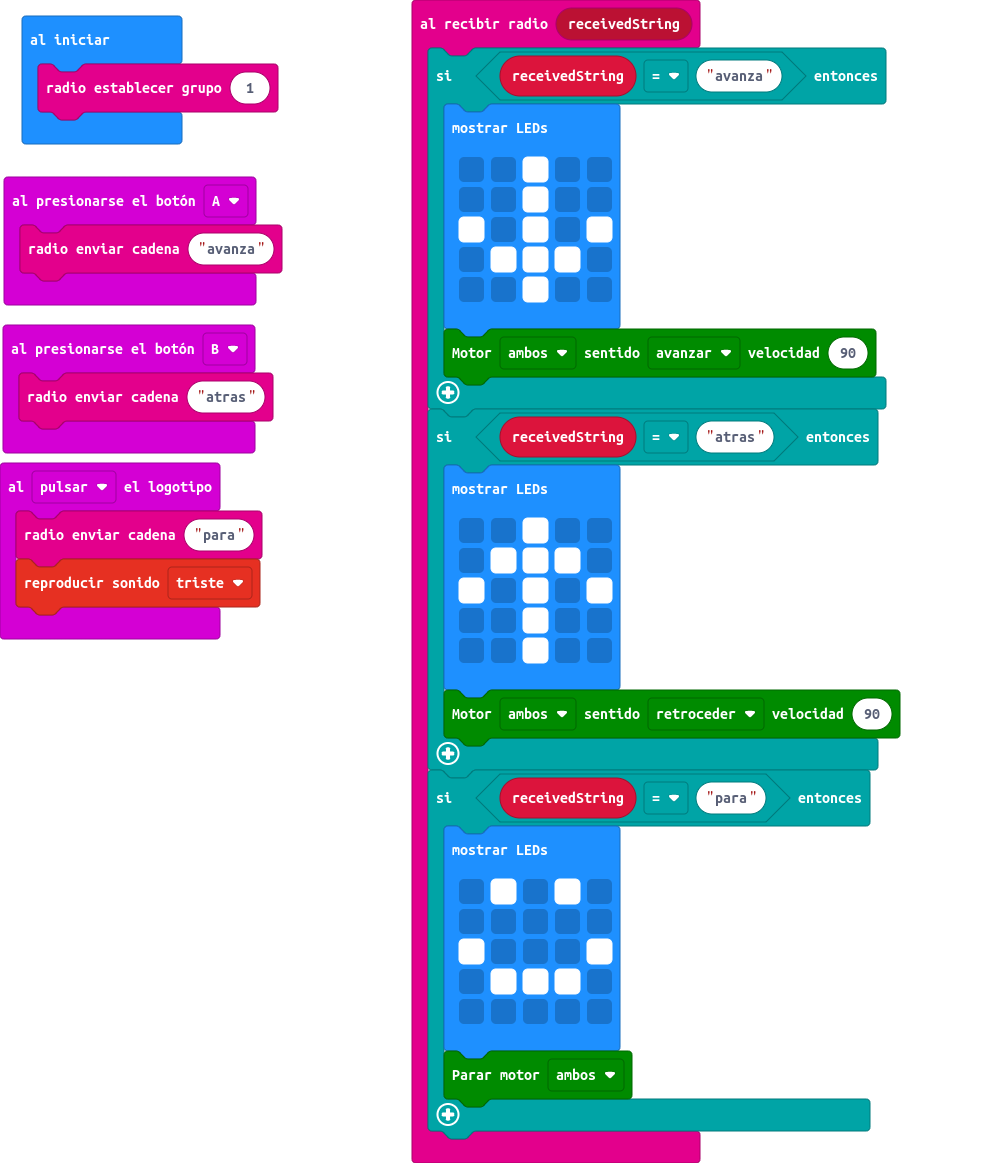 al iniciar
radio establecer grupo 1
al presionarse el botón A
radio enviar cadena "avanza"
al presionarse el botón B
radio enviar cadena "atras"
al pulsar el logotipo
radio enviar cadena "para"
reproducir sonido triste
al recibir radio receivedString
si receivedString = "avanza" entonces
mostrar LEDs
Motor ambos sentido avanzar velocidad 90
si receivedString = "atras" entonces
mostrar LEDs
Motor ambos sentido retroceder velocidad 90
si receivedString = "para" entonces
mostrar LEDs
Parar motor ambos